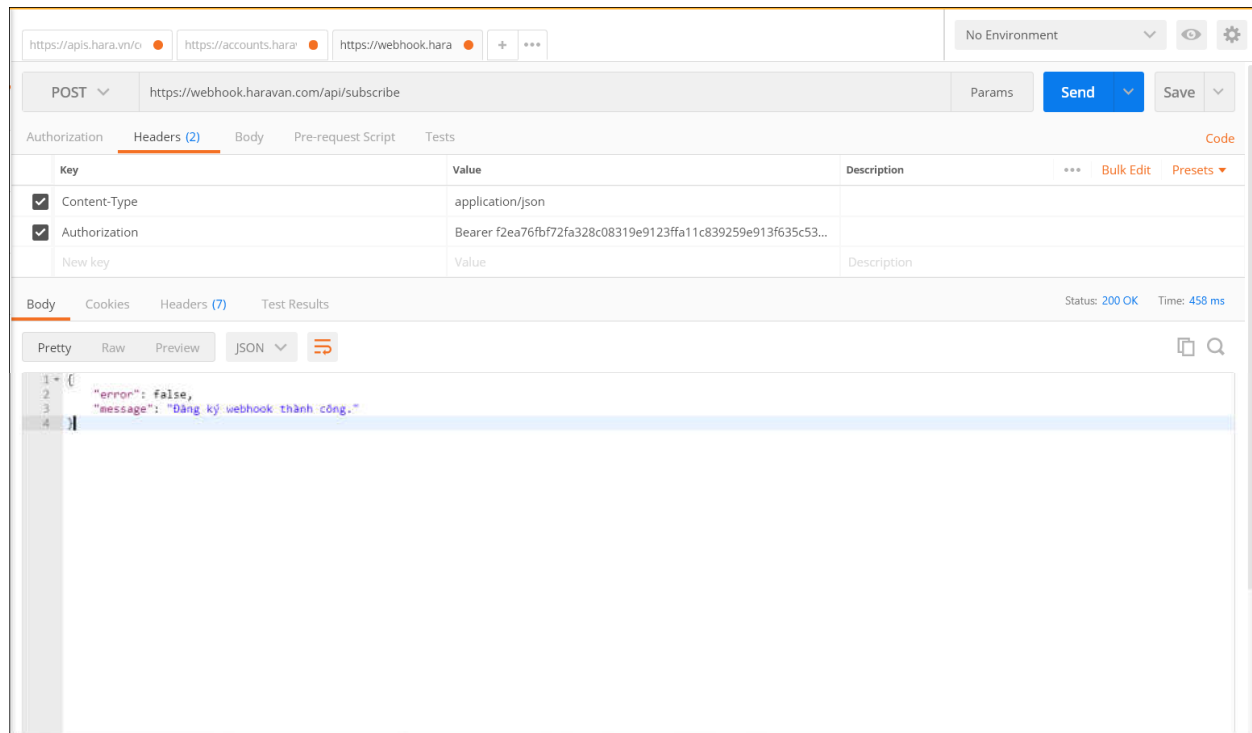 https://apis.hara.vn/c
https://accounts.hara
https://webhook.hara
+ •••
No Environment
POST https://webhook.haravan.com/api/subscribe Params Send Save
Authorization Headers (2) Body Pre-request Script Tests Code
Key Value Description ••• Bulk Edit Presets
Content-Type application/json
Authorization Bearer f2ea76fbf72fa328c08319e9123ffa11c839259e913f635c53...
New key Value Description
Body Cookies Headers (7) Test Results Status: 200 OK Time: 458 ms
Pretty Raw Preview JSON
1 {
2 "error": false,
3 "message": "Đăng ký webhook thành công."
4 }